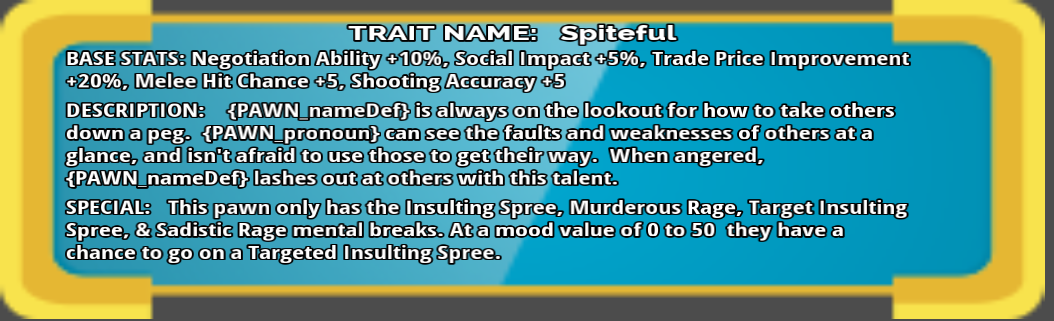 TRAIT NAME: Spiteful
BASE STATS: Negotiation Ability +10%, Social Impact +5%, Trade Price Improvement
+20%, Melee Hit Chance +5, Shooting Accuracy +5
DESCRIPTION: {PAWN_nameDef} is always on the lookout for how to take others
down a peg. {PAWN_pronoun} can see the faults and weaknesses of others at a
glance, and isn't afraid to use those to get their way. When angered,
{PAWN_nameDef} lashes out at others with this talent.
SPECIAL: This pawn only has the Insulting Spree, Murderous Rage, Target Insulting
Spree, & Sadistic Rage mental breaks. At a mood value of 0 to 50 they have a
chance to go on a Targeted Insulting Spree.